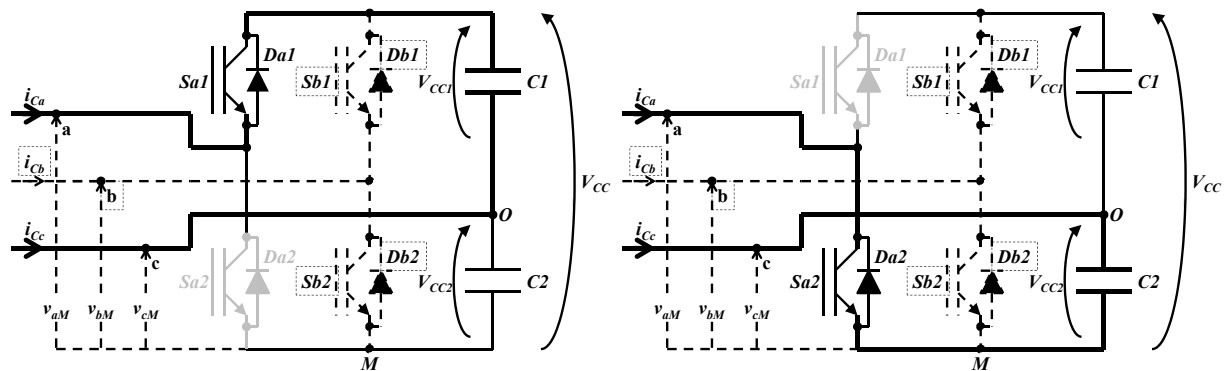 Da1 Db1
Sa1 Sb1 VCC1 C1
iCa
a
iCb
b
VCC
iCc
O
c
Da2 Db2
Sa2 Sb2 VCC2 C2
vaM vbM vcM
M
Da1 Db1
Sa1 Sb1 VCC1 C1
iCa
a
iCb
b
VCC
iCc
O
c
Da2 Db2
Sa2 Sb2 VCC2 C2
vaM vbM vcM
M